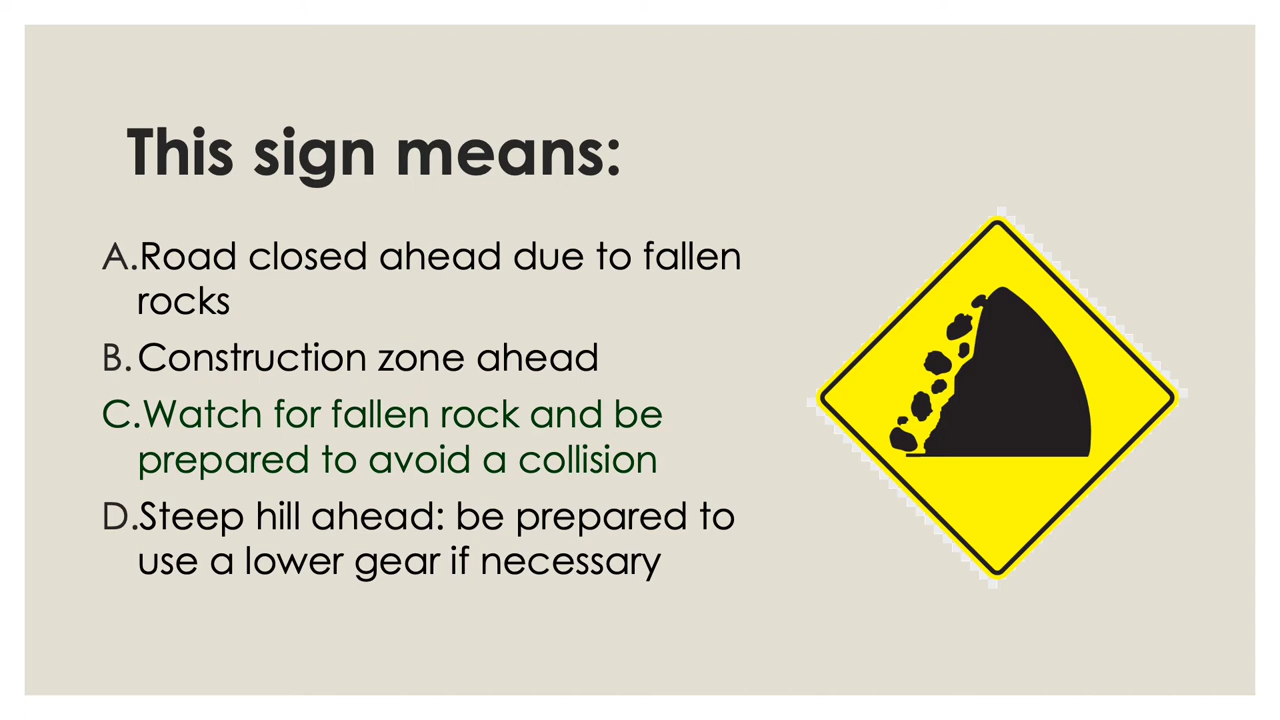 This sign means:
A.Road closed ahead due to fallen
rocks
B.Construction zone ahead
C.Watch for fallen rock and be
prepared to avoid a collision
D.Steep hill ahead: be prepared to
use a lower gear if necessary